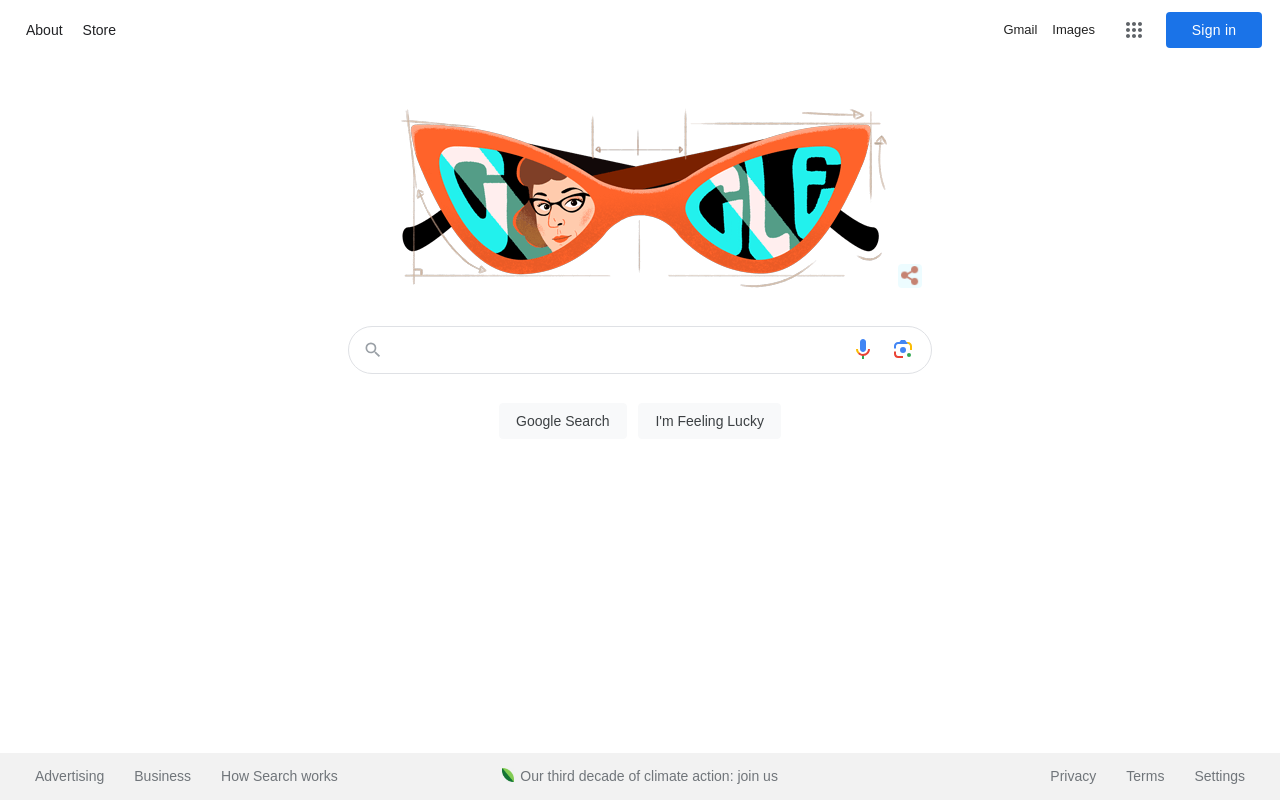 About Store Gmail Images Sign in
GOOGLE
Google Search I'm Feeling Lucky
Advertising Business How Search works Our third decade of climate action: join us Privacy Terms Settings